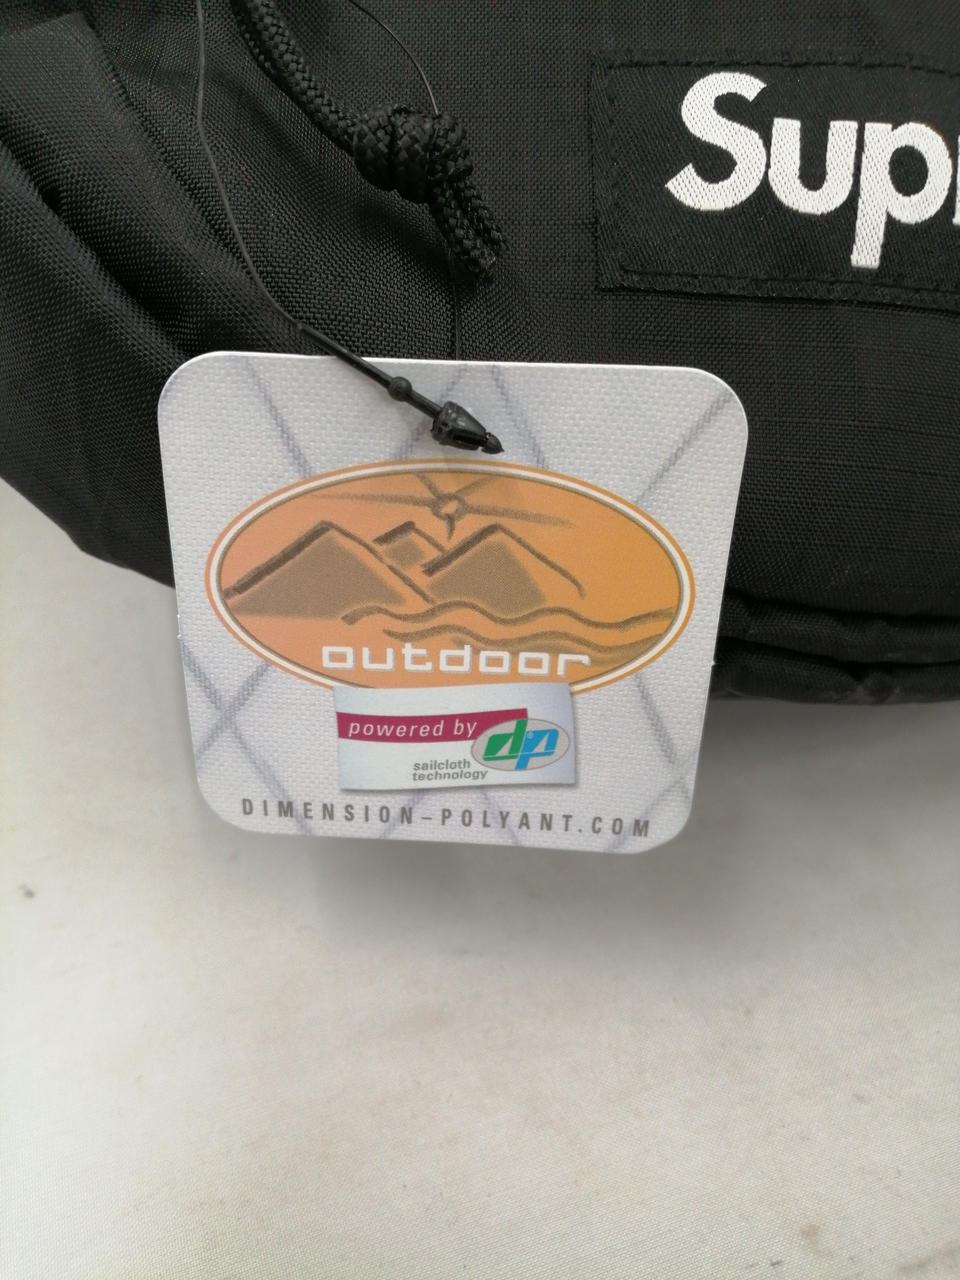 Sup
outdoor
powered by
dp
sailcloth
technology
DIMENSION-POLYANT.COM